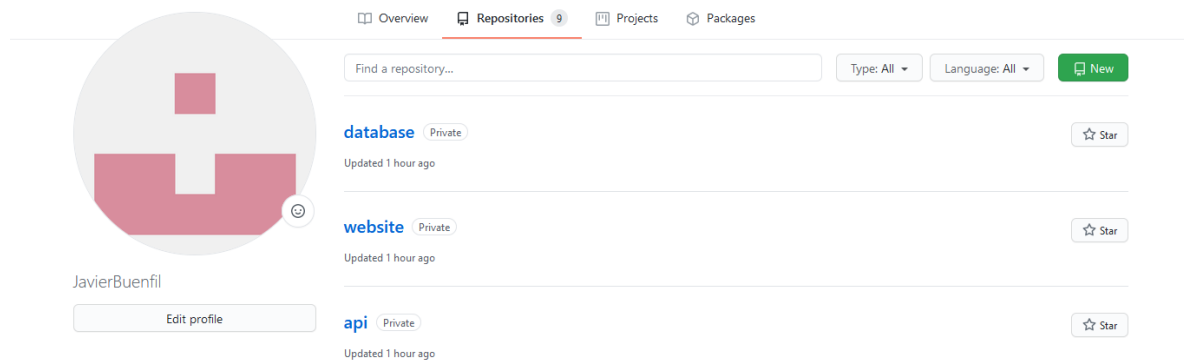 Overview Repositories 9 Projects Packages
Find a repository... Type: All Language: All New
database Private Star
Updated 1 hour ago
website Private Star
Updated 1 hour ago
JavierBuenfil
Edit profile
api Private Star
Updated 1 hour ago